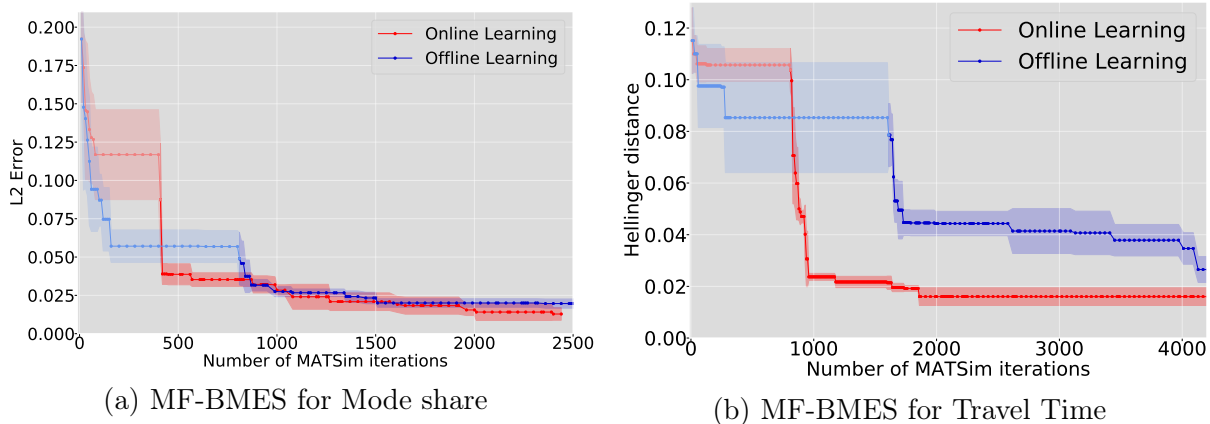 0.200
0.175
0.150
0.125
0.100
0.075
0.050
0.025
0.000
L2 Error
Online Learning
Offline Learning
0 500 1000 1500 2000 2500
Number of MATSim iterations
(a) MF-BMES for Mode share
0.12
0.10
0.08
0.06
0.04
0.02
0.00
Hellinger distance
Online Learning
Offline Learning
0 1000 2000 3000 4000
Number of MATSim iterations
(b) MF-BMES for Travel Time